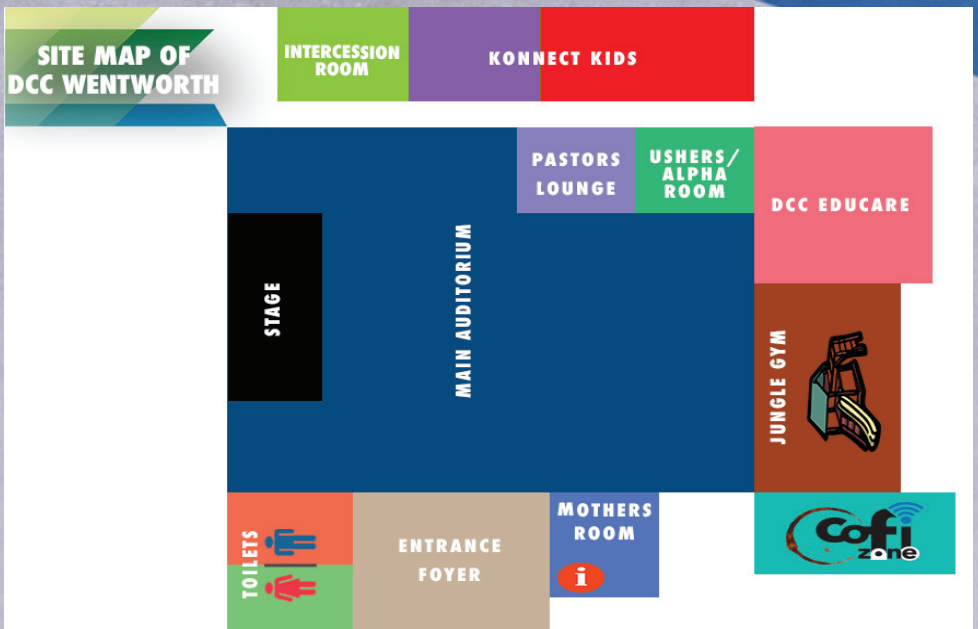 SITE MAP OF
DCC WENTWORTH
INTERCESSION
ROOM
KONNECT KIDS
PASTORS
LOUNGE
USHERS/
ALPHA
ROOM
DCC EDUCARE
STAGE
MAIN AUDITORIUM
JUNGLE GYM
TOILETS
ENTRANCE
FOYER
MOTHERS
ROOM
i
Cofi
zone